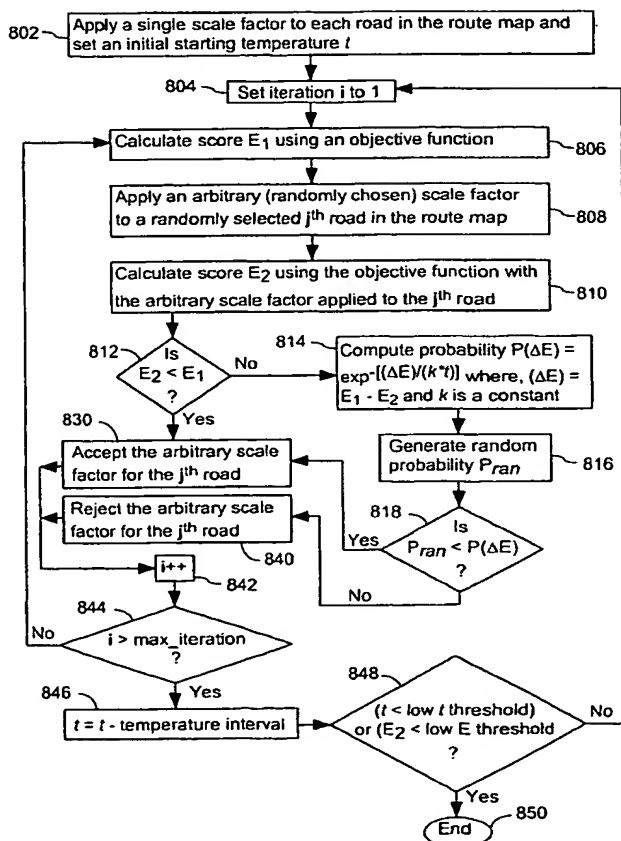 802
Apply a single scale factor to each road in the route map and
set an initial starting temperature t
804
Set iteration i to 1
Calculate score E1 using an objective function
806
Apply an arbitrary (randomly chosen) scale factor
to a randomly selected jth road in the route map
808
Calculate score E2 using the objective function with
the arbitrary scale factor applied to the jth road
810
812
Is
E2 < E1
?
No
Yes
814
Compute probability P(ΔE) =
exp-[(ΔE)/(k*t)] where, (ΔE) =
E1 - E2 and k is a constant
Generate random
probability Pran
816
818
Is
Pran < P(ΔE)
?
Yes
No
830
Accept the arbitrary scale
factor for the jth road
Reject the arbitrary scale
factor for the jth road
840
i++
842
844
i > max_iteration
?
No
Yes
846
t = t - temperature interval
848
(t < low t threshold)
or (E2 < low E threshold
?
No
Yes
End
850